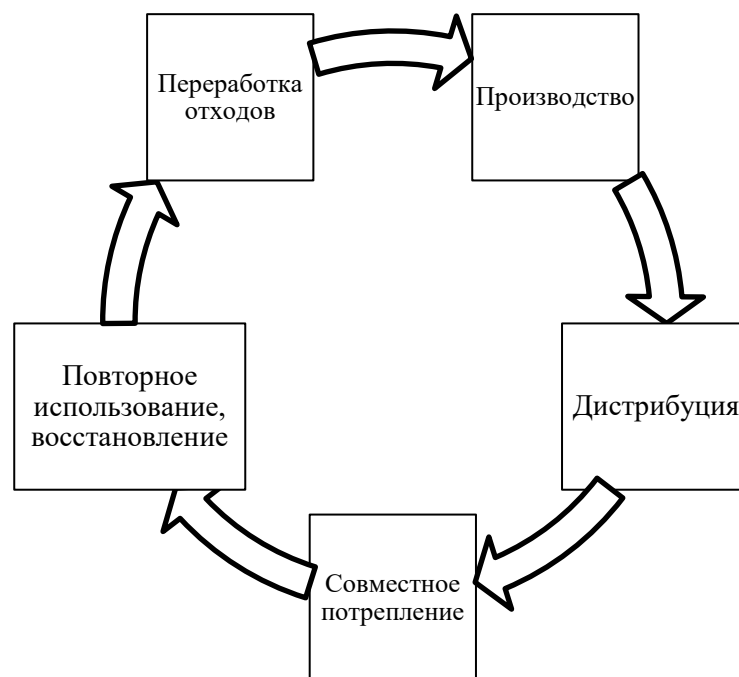 Переработка
отходов
Производство
Дистрибуция
Совместное
потрепление
Повторное
использование,
восстановление